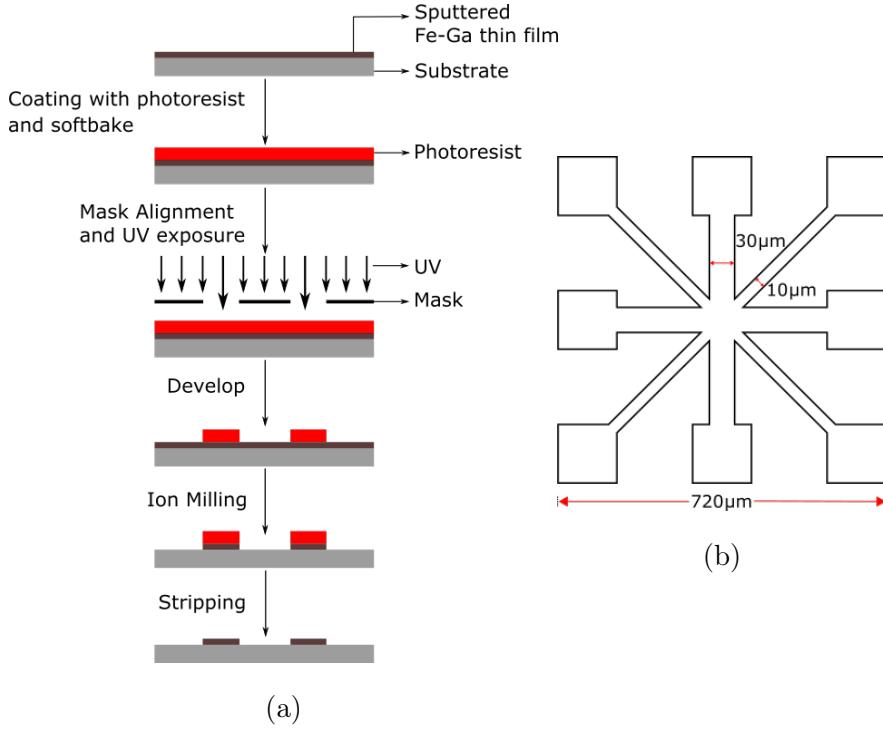 Sputtered
Fe-Ga thin film
Substrate
Coating with photoresist
and softbake
Photoresist
Mask Alignment
and UV exposure
UV
Mask
Develop
Ion Milling
Stripping
(a)
30μm
10μm
720μm
(b)